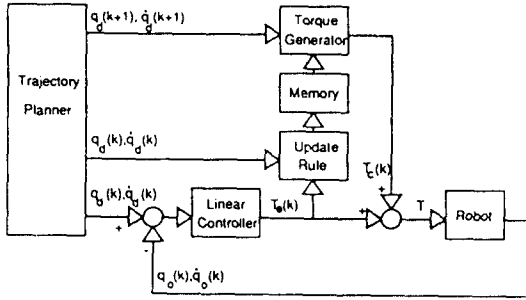 q_d(k+1), q̇_d(k+1)
Torque
Generator
Trajectory
Planner
Memory
q_d(k), q̇_d(k)
Update
Rule
T_c(k)
+
q_d(k), q̇_d(k)
+
Linear
Controller
T_e(k)
+
T
Robot
-
q_o(k), q̇_o(k)